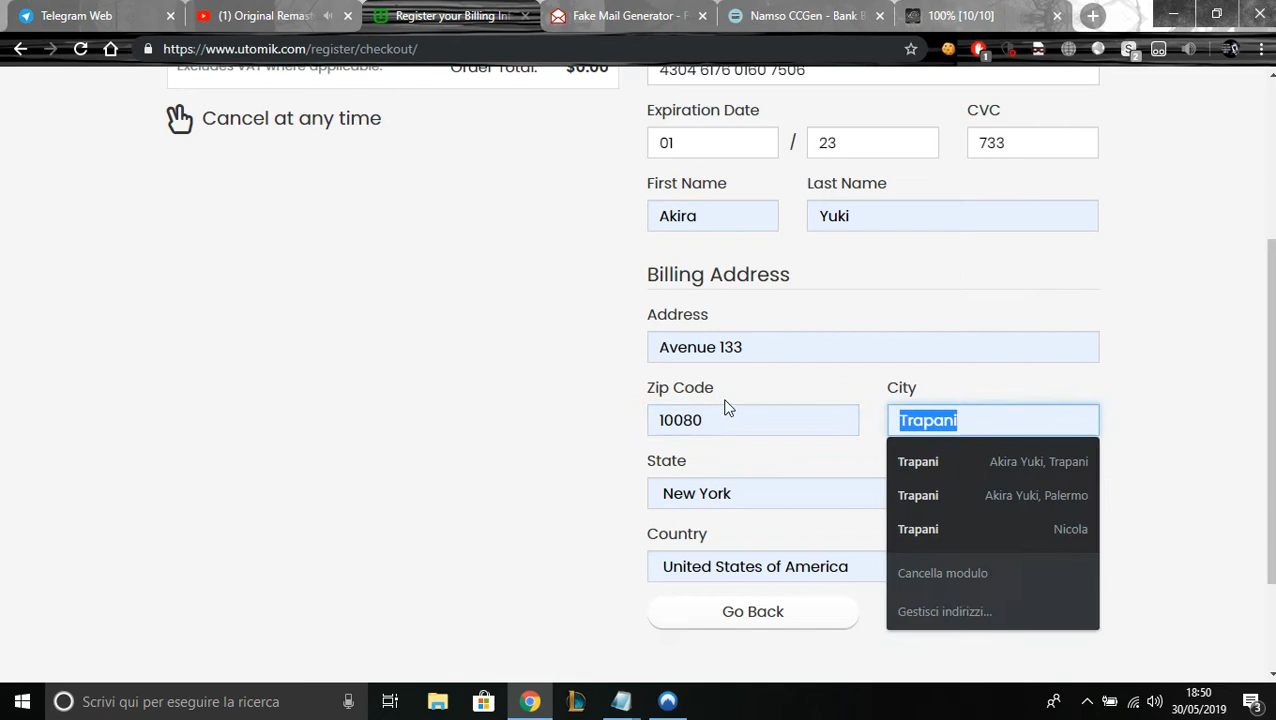 Telegram Web
(1) Original Remast
Register your Billing In
Fake Mail Generator -
Namso CCGen - Bank B
100% [10/10]
https://www.utomik.com/register/checkout/
1
2
Excludes VAT where applicable.
Order Total: $0.00
4304 6176 0160 7506
Cancel at any time
Expiration Date
CVC
01 / 23
733
First Name
Last Name
Akira
Yuki
Billing Address
Address
Avenue 133
Zip Code
City
10080
Trapani
Trapani Akira Yuki, Trapani
Trapani Akira Yuki, Palermo
Trapani Nicola
Cancella modulo
Gestisci indirizzi...
State
New York
Country
United States of America
Go Back
Scrivi qui per eseguire la ricerca
18:50
30/05/2019
3